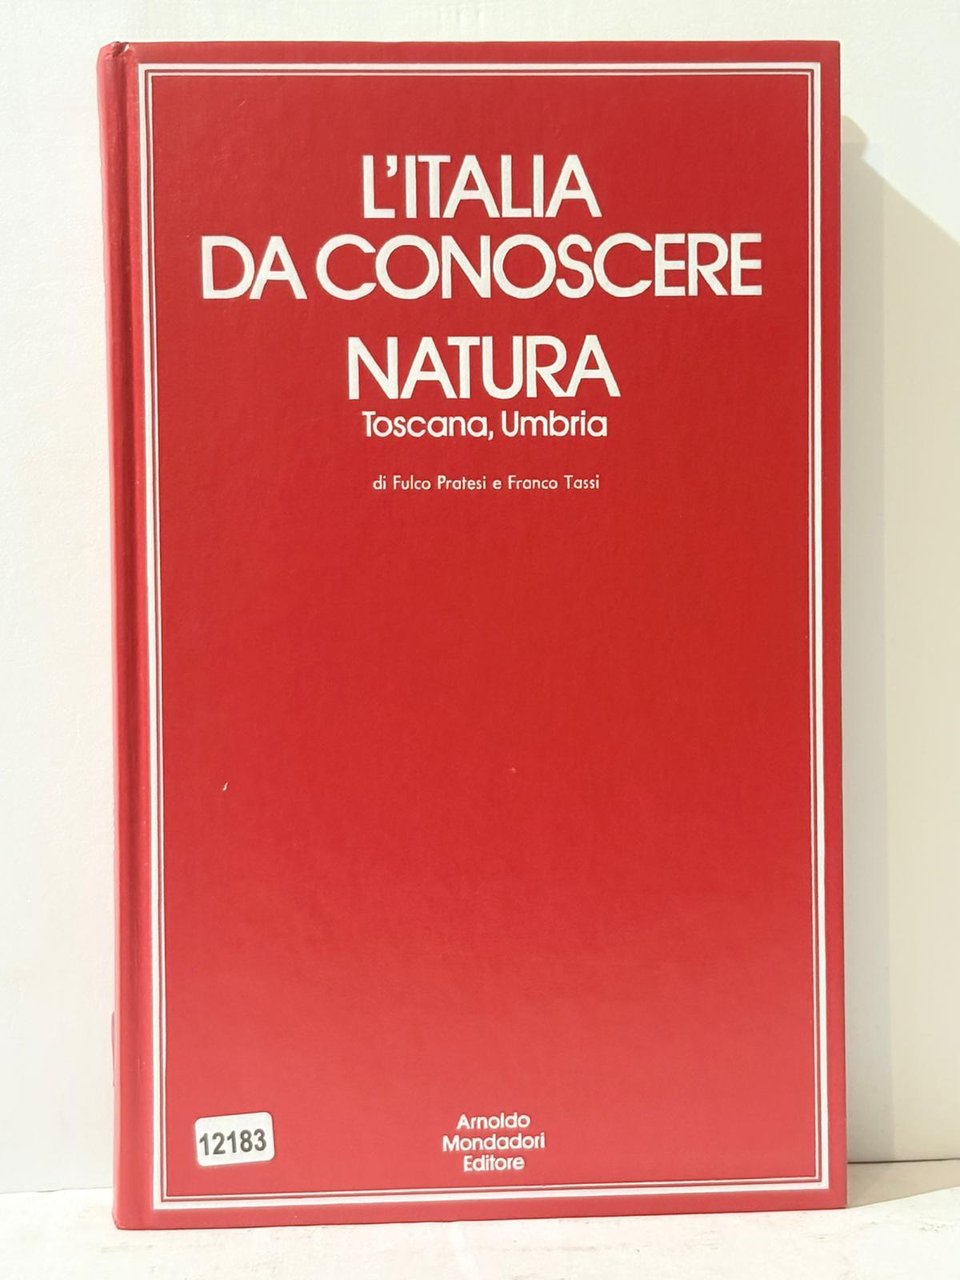 L'ITALIA
DA CONOSCERE
NATURA
Toscana, Umbria
di Fulco Pratesi e Franco Tassi
12183
Arnoldo
Mondadori
Editore